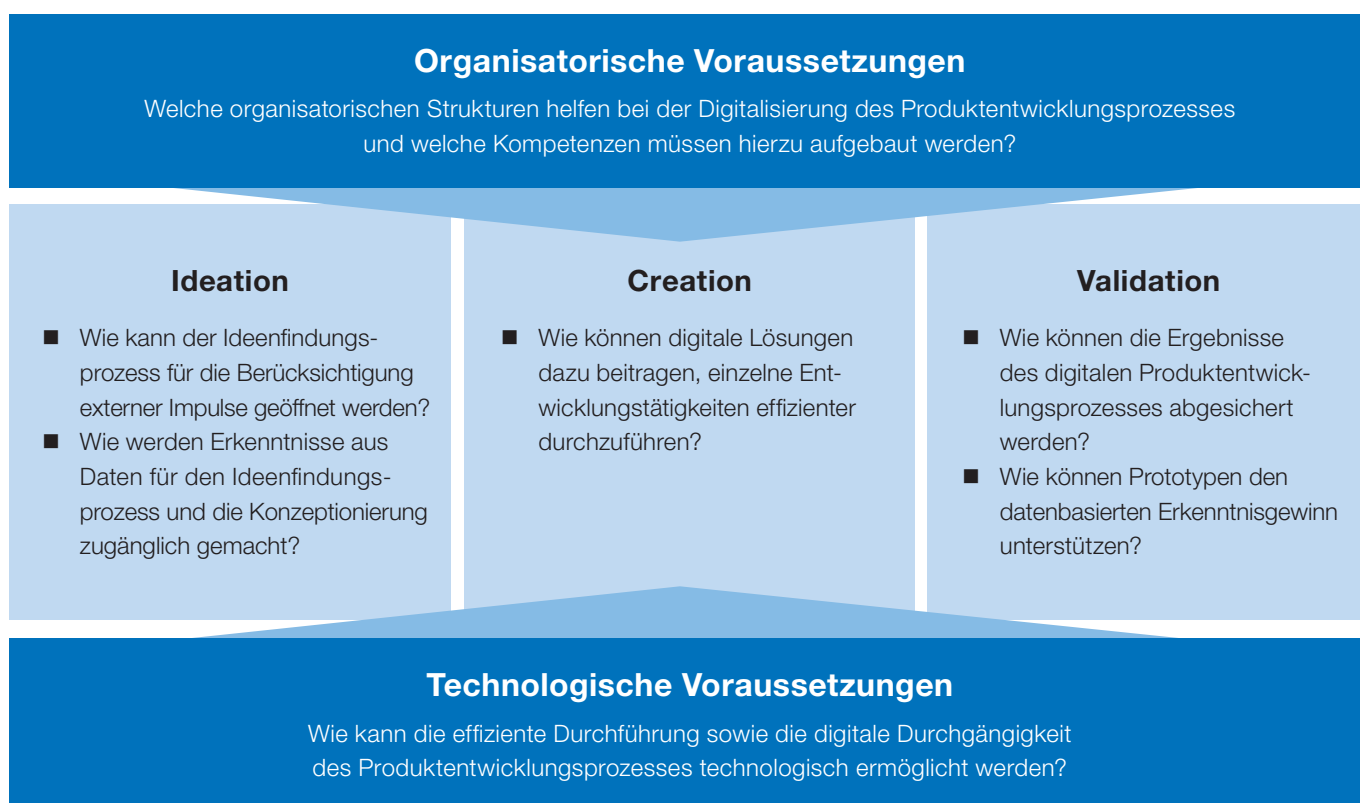 Organisatorische Voraussetzungen
Welche organisatorischen Strukturen helfen bei der Digitalisierung des Produktentwicklungsprozesses
und welche Kompetenzen müssen hierzu aufgebaut werden?
Ideation
■ Wie kann der Ideenfindungs-
prozess für die Berücksichtigung
externer Impulse geöffnet werden?
■ Wie werden Erkenntnisse aus
Daten für den Ideenfindungs-
prozess und die Konzeptionierung
zugänglich gemacht?
Creation
■ Wie können digitale Lösungen
dazu beitragen, einzelne Ent-
wicklungstätigkeiten effizienter
durchzuführen?
Validation
■ Wie können die Ergebnisse
des digitalen Produktentwick-
lungsprozesses abgesichert
werden?
■ Wie können Prototypen den
datenbasierten Erkenntnisgewinn
unterstützen?
Technologische Voraussetzungen
Wie kann die effiziente Durchführung sowie die digitale Durchgängigkeit
des Produktentwicklungsprozesses technologisch ermöglicht werden?